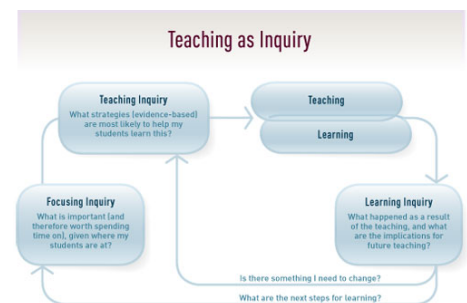 Teaching as Inquiry
Teaching Inquiry
What strategies (evidence-based)
are most likely to help my
students learn this?
Teaching
Learning
Focusing Inquiry
What is important (and
therefore worth spending
time on), given where my
students are at?
Learning Inquiry
What happened as a result
of the teaching, and what
are the implications for
future teaching?
Is there something I need to change?
What are the next steps for learning?